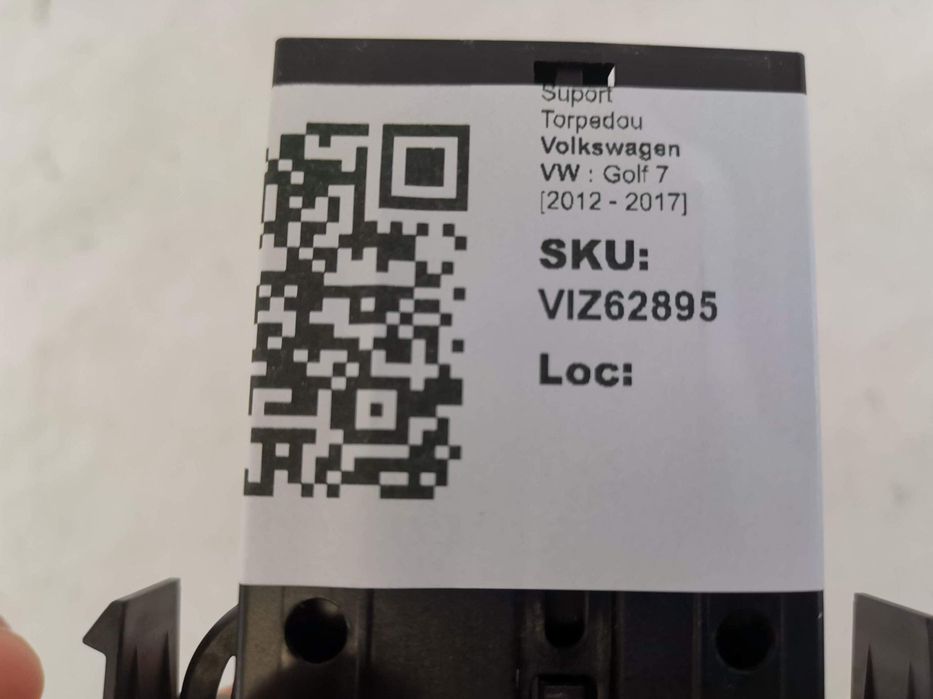 Suport
Torpedou
Volkswagen
VW : Golf 7
[2012 - 2017]
SKU:
VIZ62895
Loc: